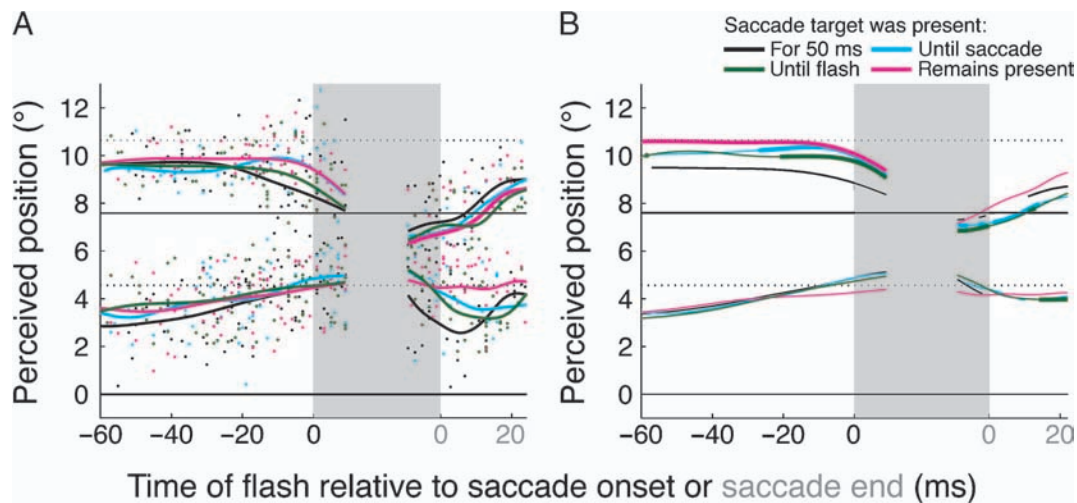 A
B
Saccade target was present:
For 50 ms
Until saccade
Until flash
Remains present
Perceived position (°)
12
10
8
6
4
2
0
−60
−40
−20
0
0
20
Perceived position (°)
12
10
8
6
4
2
0
−60
−40
−20
0
0
20
Time of flash relative to saccade onset or saccade end (ms)